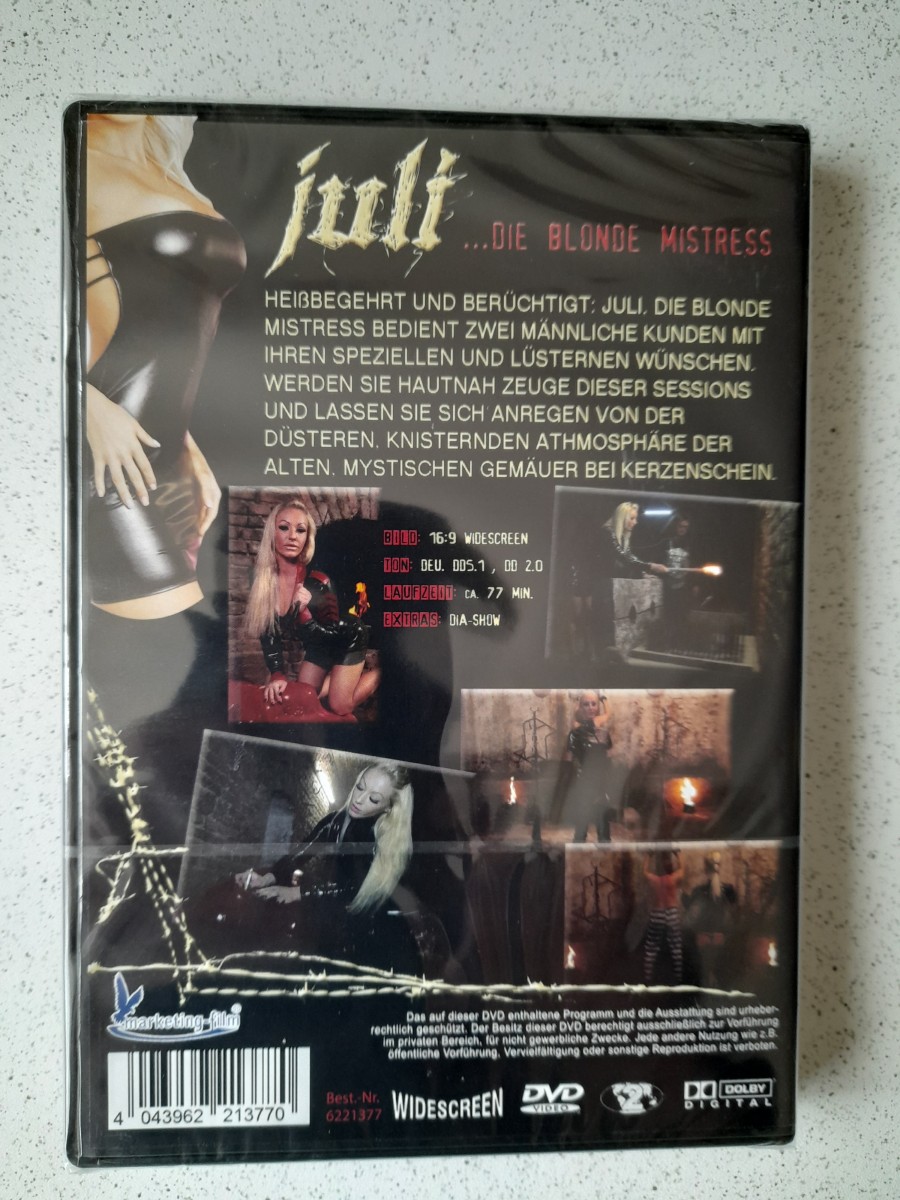 juli
...DIE BLONDE MISTRESS
HEIßBEGEHRT UND BERÜCHTIGT: JULI, DIE BLONDE
MISTRESS BEDIENT ZWEI MÄNNLICHE KUNDEN MIT
IHREN SPEZIELLEN UND LÜSTERNEN WÜNSCHEN.
WERDEN SIE HAUTNAH ZEUGE DIESER SESSIONS
UND LASSEN SIE SICH ANREGEN VON DER
DÜSTEREN, KNISTERNDEN ATHMOSPHÄRE DER
ALTEN, MYSTISCHEN GEMÄUER BEI KERZENSCHEIN.
BILD: 16:9 WIDESCREEN
TON: DEU. DD5.1 , DD 2.0
LAUFZEIT: CA. 77 MIN.
EXTRAS: DIA-SHOW
marketing-film®
Das auf dieser DVD enthaltene Programm und die Ausstattung sind urheber-
rechtlich geschützt. Der Besitz dieser DVD berechtigt ausschließlich zur Vorführung
im privaten Bereich, für nicht gewerbliche Zwecke. Jede andere Nutzung wie z.B.
öffentliche Vorführung, Vervielfältigung oder sonstige Reproduktion ist verboten.
4 043962 213770
Best.-Nr.
6221377
WIDESCREEN
DVD
VIDEO
2
DOLBY
DIGITAL